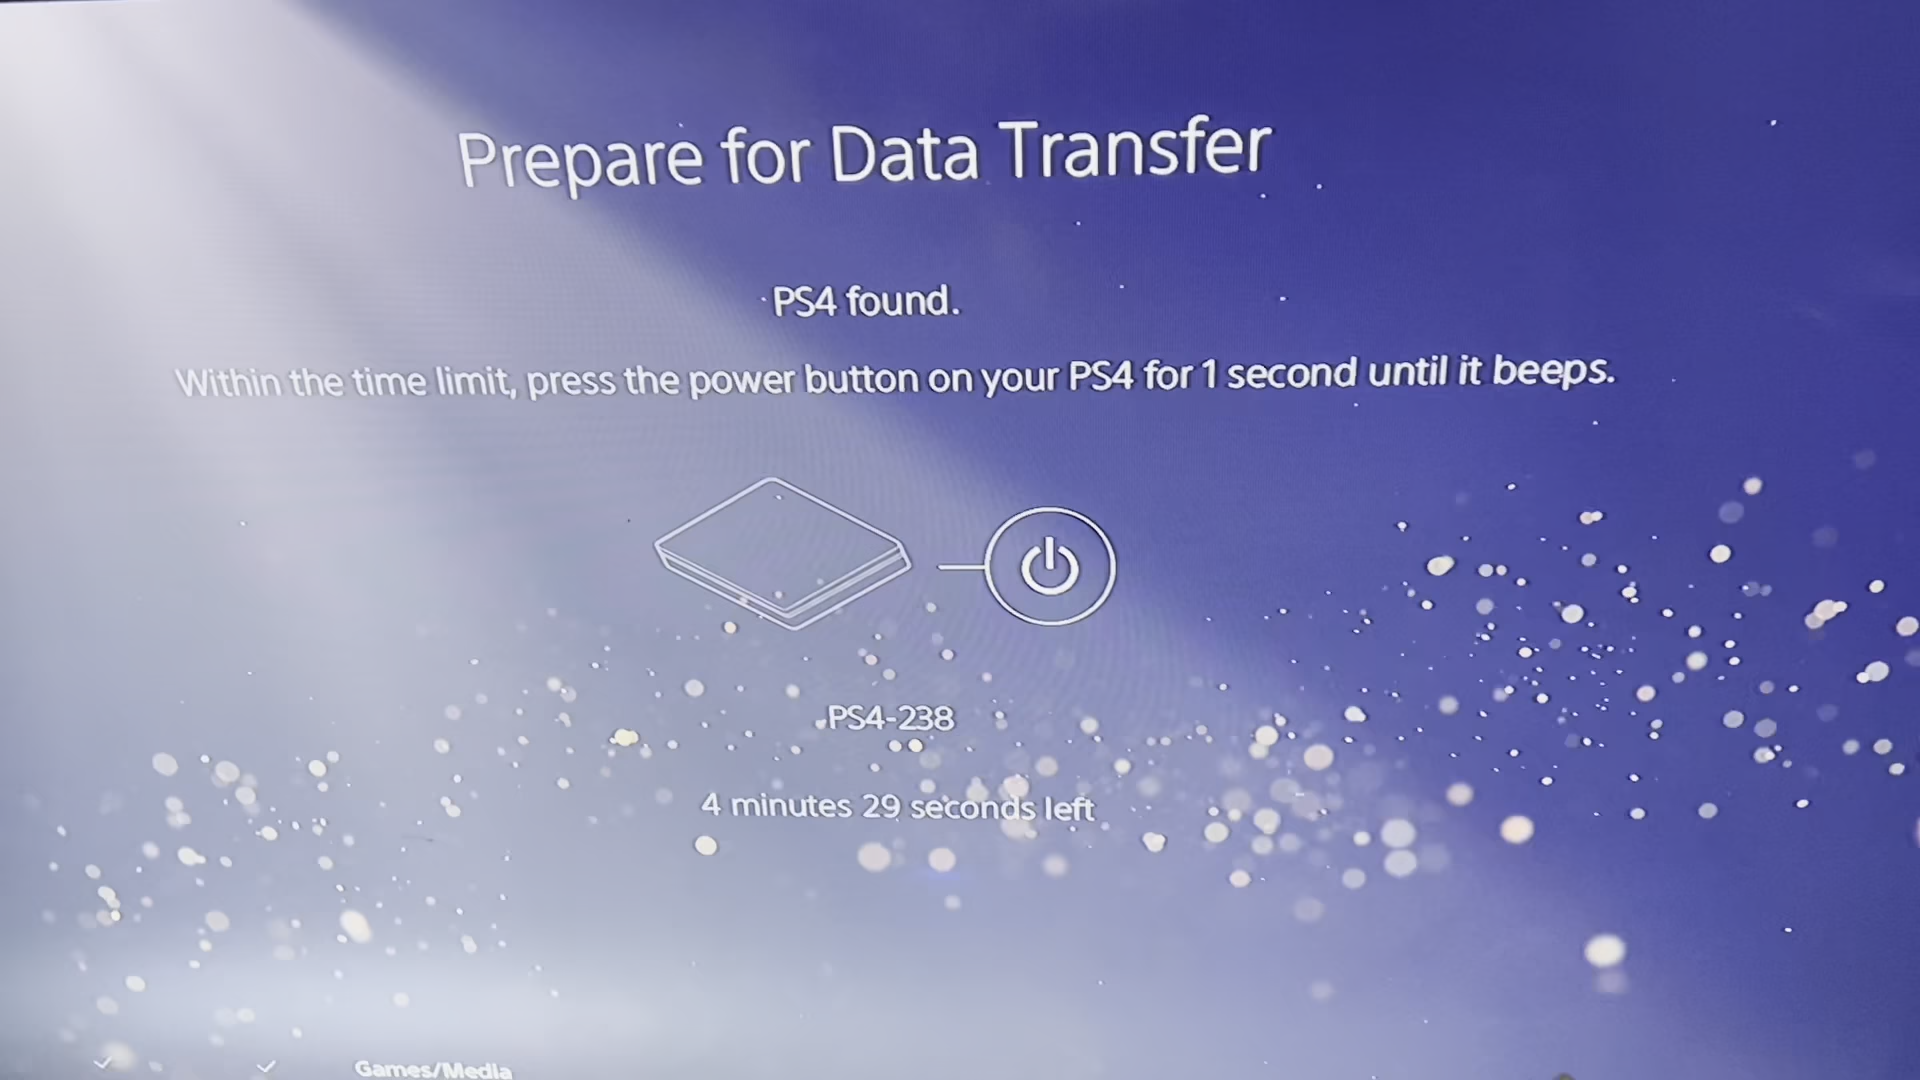 Prepare for Data Transfer
PS4 found.
Within the time limit, press the power button on your PS4 for 1 second until it beeps.
PS4-238
4 minutes 29 seconds left
Games/Media